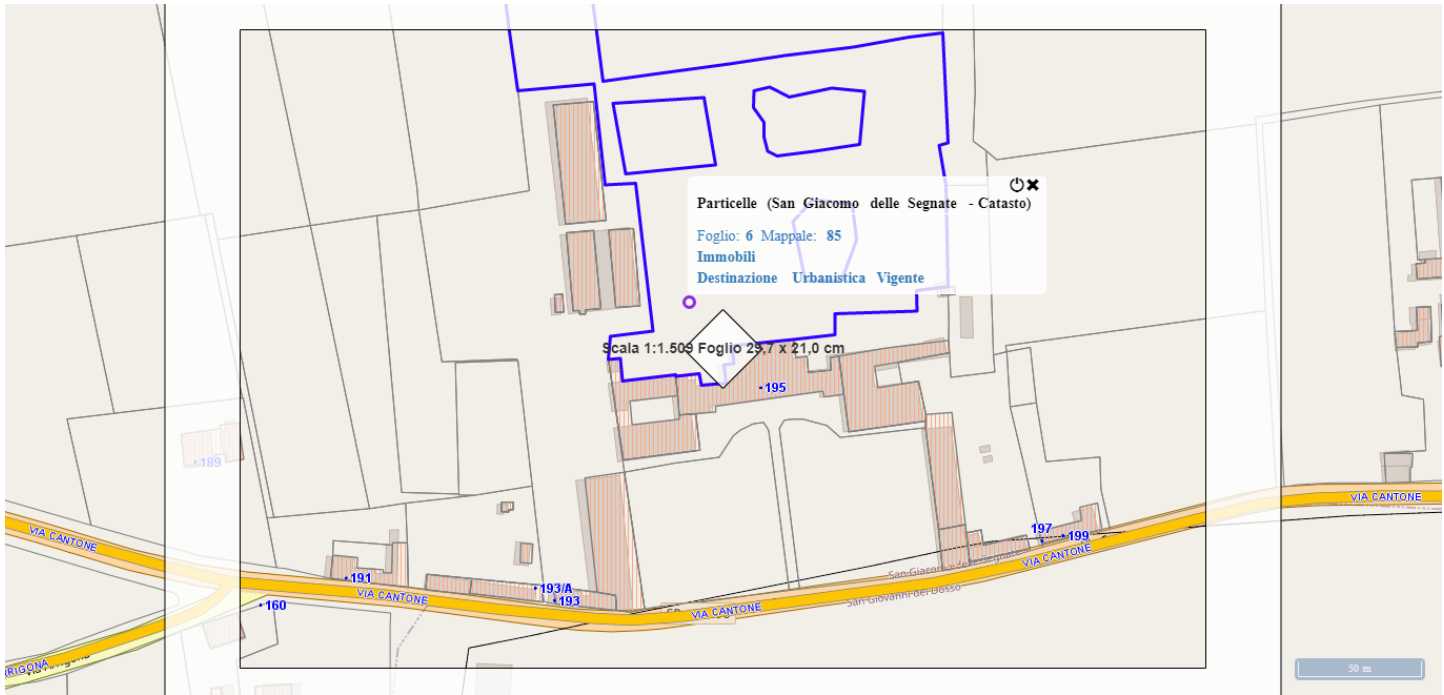 Particelle (San Giacomo delle Segnate - Catasto)
Foglio: 6 Mappale: 85
Immobili
Destinazione Urbanistica Vigente
Scala 1:1.509 Foglio 29,7 x 21,0 cm
195
189
VIA CANTONE
197
199
VIA CANTONE
VIA CANTONE
191
193/A
193
VIA CANTONE
160
San Giovanni del Dosso
VIA CANTONE
50 m